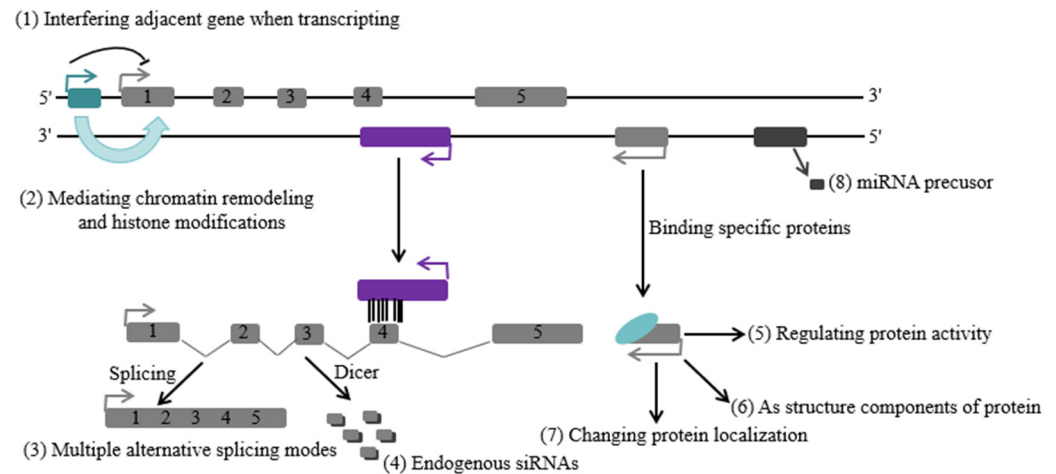 (1) Interfering adjacent gene when transcripting
5' 1 2 3 4 5 3'
3' 5'
(8) miRNA precusor
(2) Mediating chromatin remodeling
and histone modifications
Binding specific proteins
1 2 3 4 5
(5) Regulating protein activity
Splicing
Dicer
(6) As structure components of protein
1 2 3 4 5
(7) Changing protein localization
(3) Multiple alternative splicing modes
(4) Endogenous siRNAs